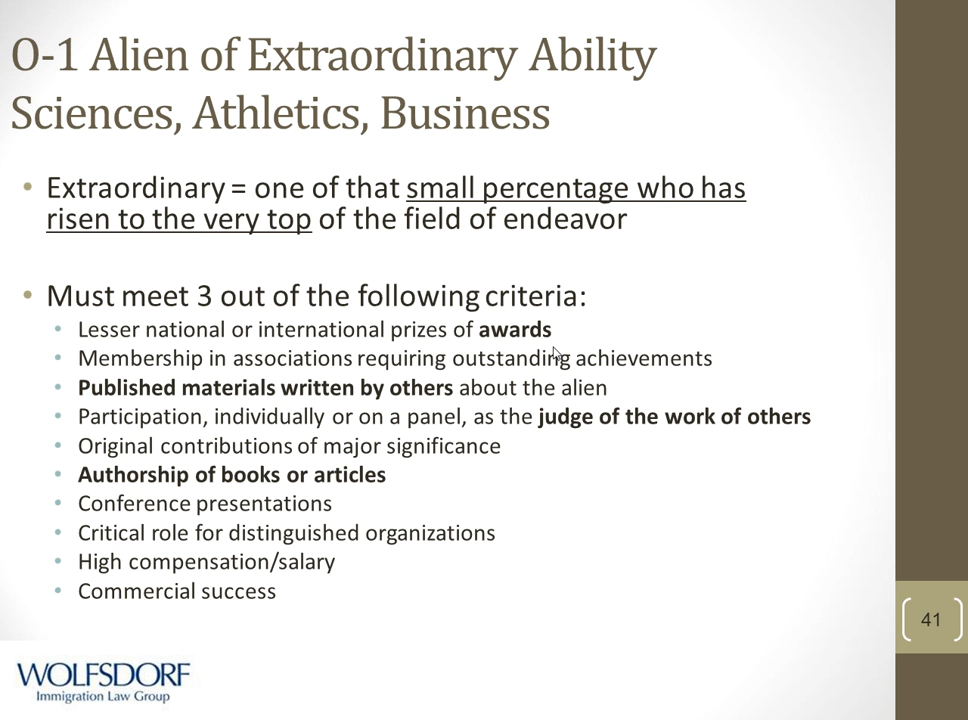 O-1 Alien of Extraordinary Ability
Sciences, Athletics, Business
• Extraordinary = one of that small percentage who has
risen to the very top of the field of endeavor
• Must meet 3 out of the following criteria:
• Lesser national or international prizes of awards
• Membership in associations requiring outstanding achievements
• Published materials written by others about the alien
• Participation, individually or on a panel, as the judge of the work of others
• Original contributions of major significance
• Authorship of books or articles
• Conference presentations
• Critical role for distinguished organizations
• High compensation/salary
• Commercial success
41
WOLFSDORF
Immigration Law Group